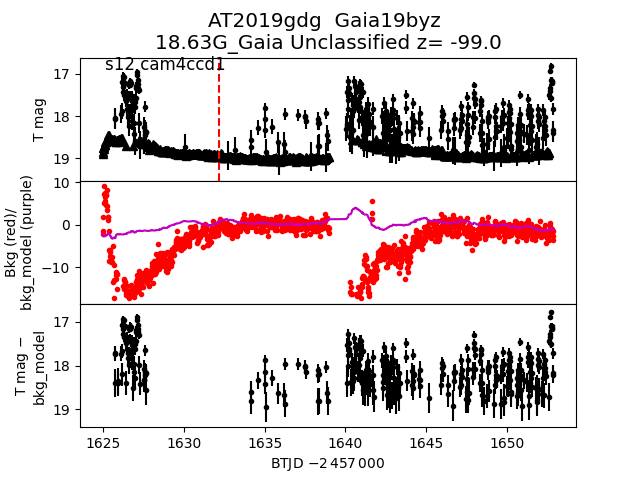 AT2019gdg Gaia19byz
18.63G_Gaia Unclassified z= -99.0
s12 cam4ccd1
17
18
19
T mag
10
0
−10
Bkg (red)/
bkg_model (purple)
17
18
19
T mag −
bkg_model
1625 1630 1635 1640 1645 1650
BTJD −2 457 000